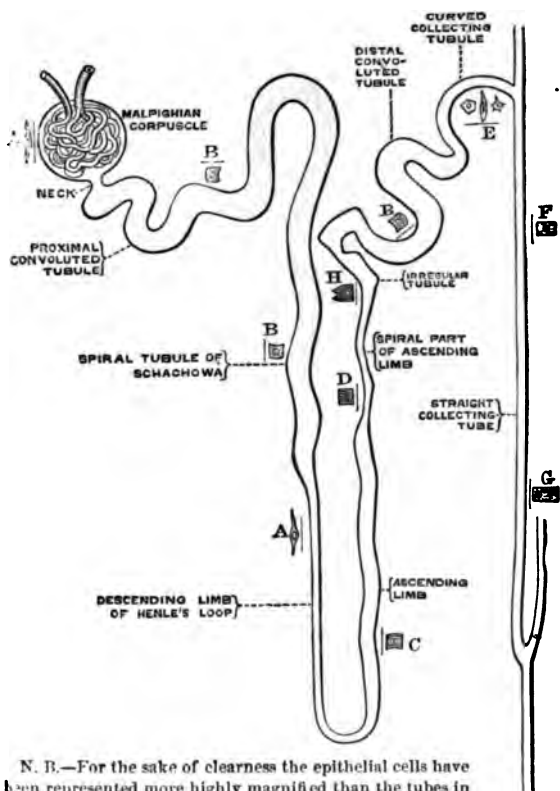 CURVED
COLLECTING
TUBULE
DISTAL
CONVO-
LUTED
TUBULE
MALPIGHIAN
CORPUSCLE
B
E
NECK
B
F
PROXIMAL
CONVOLUTED
TUBULE
H
IRREGULAR
TUBULE
B
SPIRAL TUBULE OF
SCHACHOWA
SPIRAL PART
OF ASCENDING
LIMB
D
STRAIGHT
COLLECTING
TUBE
G
A
DESCENDING LIMB
OF HENLE'S LOOP
ASCENDING
LIMB
C
N. B.—For the sake of clearness the epithelial cells have
been represented more highly magnified than the tubes in